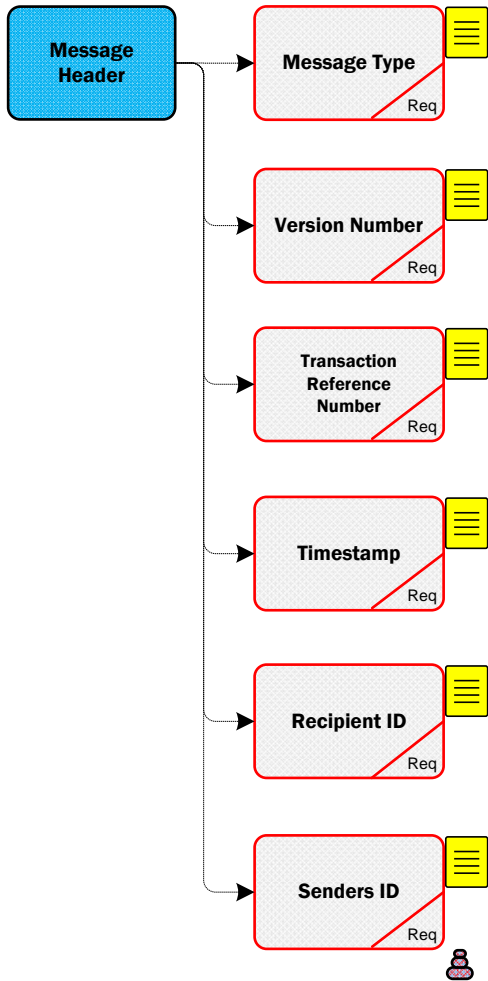 Message
Header
Message Type
Req
Version Number
Req
Transaction
Reference
Number
Req
Timestamp
Req
Recipient ID
Req
Senders ID
Req